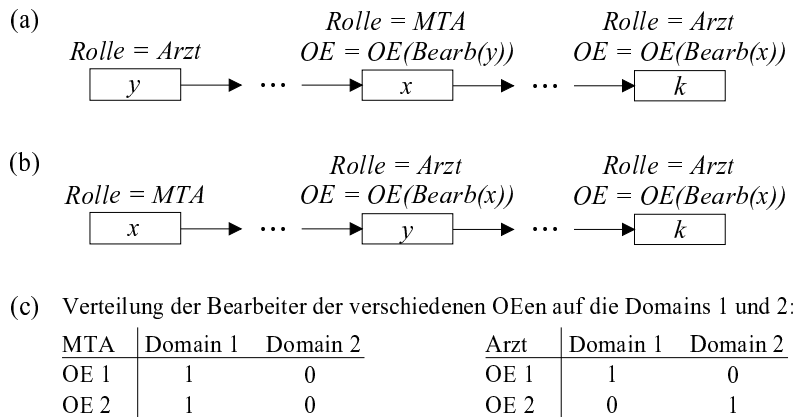 (a)
Rolle = MTA Rolle = Arzt
Rolle = Arzt OE = OE(Bearb(y)) OE = OE(Bearb(x))
y ... x ... k
(b)
Rolle = Arzt Rolle = Arzt
Rolle = MTA OE = OE(Bearb(x)) OE = OE(Bearb(x))
x ... y ... k
(c) Verteilung der Bearbeiter der verschiedenen OEen auf die Domains 1 und 2:
MTA Domain 1 Domain 2 Arzt Domain 1 Domain 2
OE 1 1 0 OE 1 1 0
OE 2 1 0 OE 2 0 1